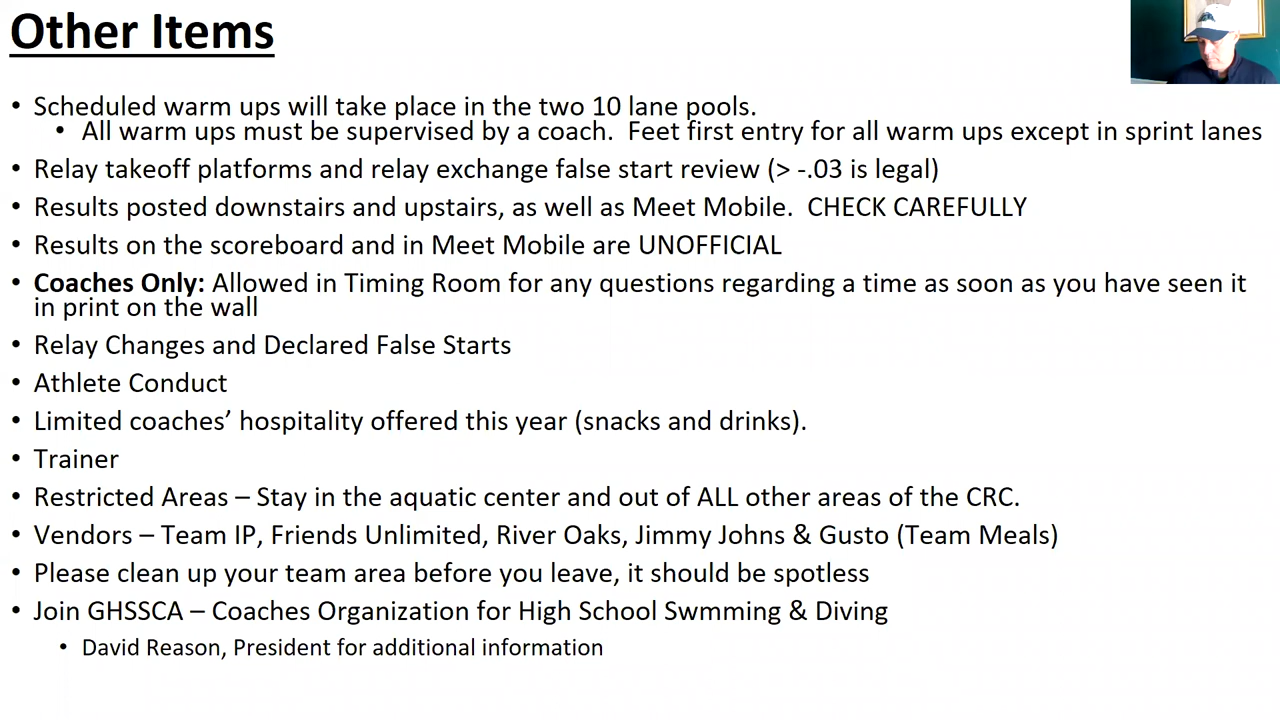 Other Items
• Scheduled warm ups will take place in the two 10 lane pools.
• All warm ups must be supervised by a coach.  Feet first entry for all warm ups except in sprint lanes
• Relay takeoff platforms and relay exchange false start review (> -.03 is legal)
• Results posted downstairs and upstairs, as well as Meet Mobile.  CHECK CAREFULLY
• Results on the scoreboard and in Meet Mobile are UNOFFICIAL
• Coaches Only: Allowed in Timing Room for any questions regarding a time as soon as you have seen it
in print on the wall
• Relay Changes and Declared False Starts
• Athlete Conduct
• Limited coaches’ hospitality offered this year (snacks and drinks).
• Trainer
• Restricted Areas – Stay in the aquatic center and out of ALL other areas of the CRC.
• Vendors – Team IP, Friends Unlimited, River Oaks, Jimmy Johns & Gusto (Team Meals)
• Please clean up your team area before you leave, it should be spotless
• Join GHSSCA – Coaches Organization for High School Swmming & Diving
• David Reason, President for additional information